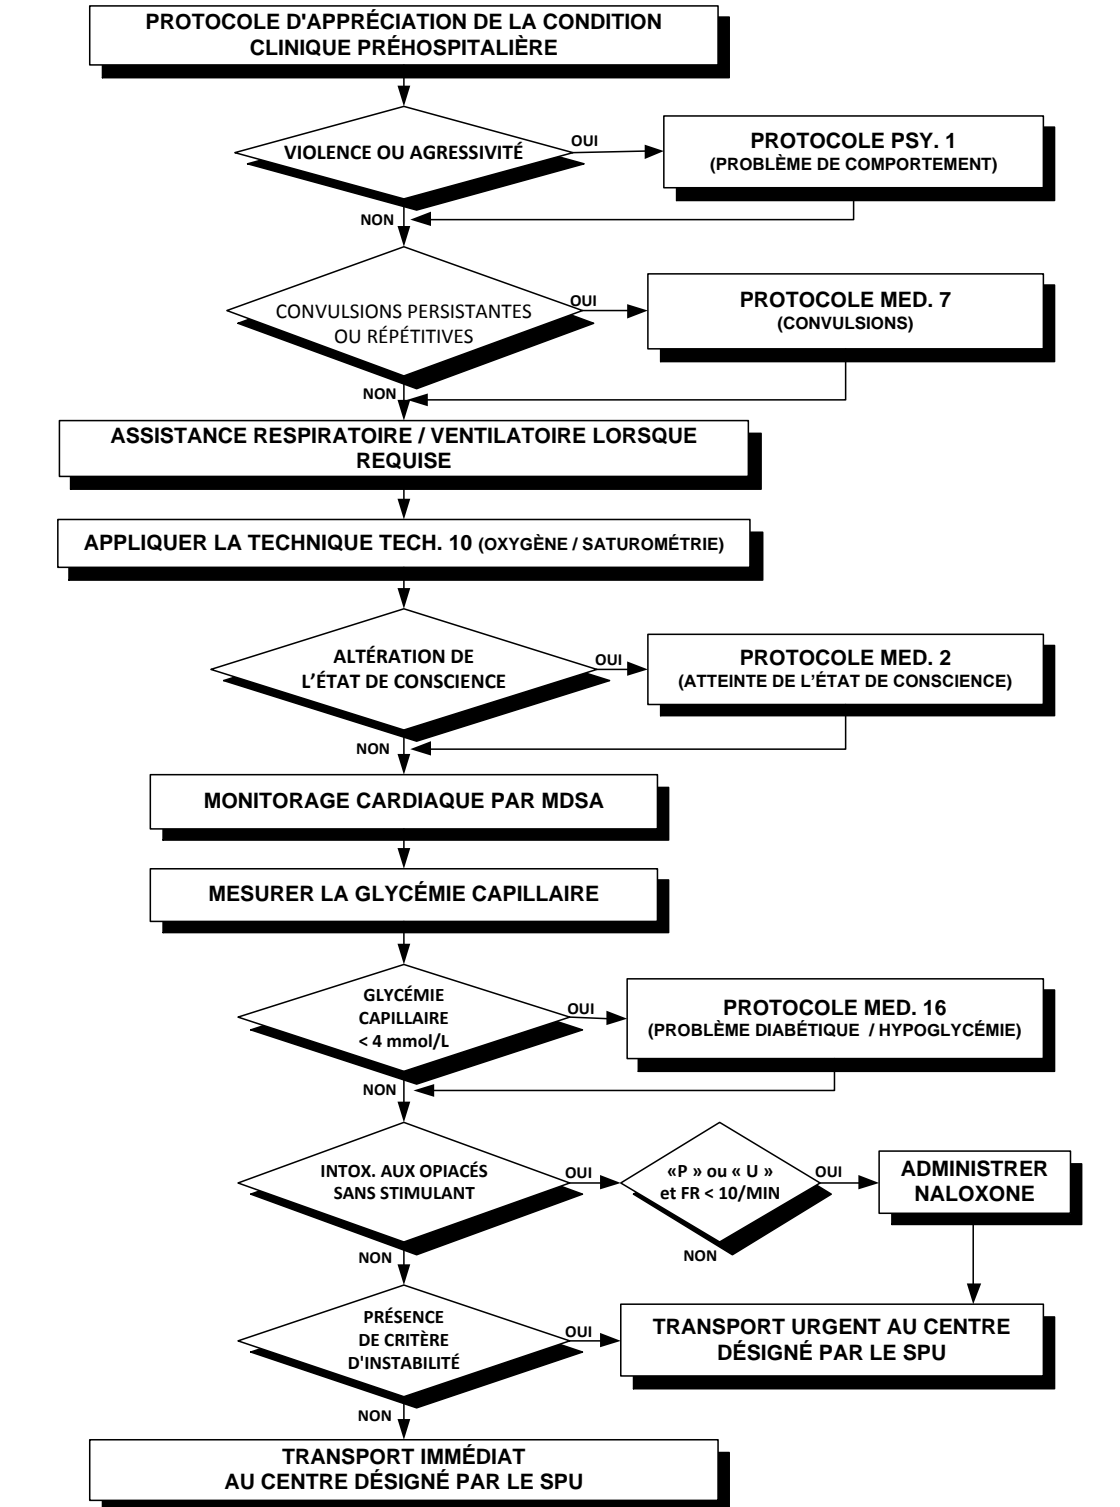 PROTOCOLE D'APPRÉCIATION DE LA CONDITION
CLINIQUE PRÉHOSPITALIÈRE
VIOLENCE OU AGRESSIVITÉ
OUI
PROTOCOLE PSY. 1
(PROBLÈME DE COMPORTEMENT)
NON
CONVULSIONS PERSISTANTES
OU RÉPÉTITIVES
OUI
PROTOCOLE MED. 7
(CONVULSIONS)
NON
ASSISTANCE RESPIRATOIRE / VENTILATOIRE LORSQUE
REQUISE
APPLIQUER LA TECHNIQUE TECH. 10 (OXYGÈNE / SATUROMÉTRIE)
ALTÉRATION DE
L'ÉTAT DE CONSCIENCE
OUI
PROTOCOLE MED. 2
(ATTEINTE DE L'ÉTAT DE CONSCIENCE)
NON
MONITORAGE CARDIAQUE PAR MDSA
MESURER LA GLYCÉMIE CAPILLAIRE
GLYCÉMIE
CAPILLAIRE
< 4 mmol/L
OUI
PROTOCOLE MED. 16
(PROBLÈME DIABÉTIQUE / HYPOGLYCÉMIE)
NON
INTOX. AUX OPIACÉS
SANS STIMULANT
OUI
«P » ou « U »
et FR < 10/MIN
OUI
ADMINISTRER
NALOXONE
NON
NON
PRÉSENCE
DE CRITÈRE
D'INSTABILITÉ
OUI
TRANSPORT URGENT AU CENTRE
DÉSIGNÉ PAR LE SPU
NON
TRANSPORT IMMÉDIAT
AU CENTRE DÉSIGNÉ PAR LE SPU